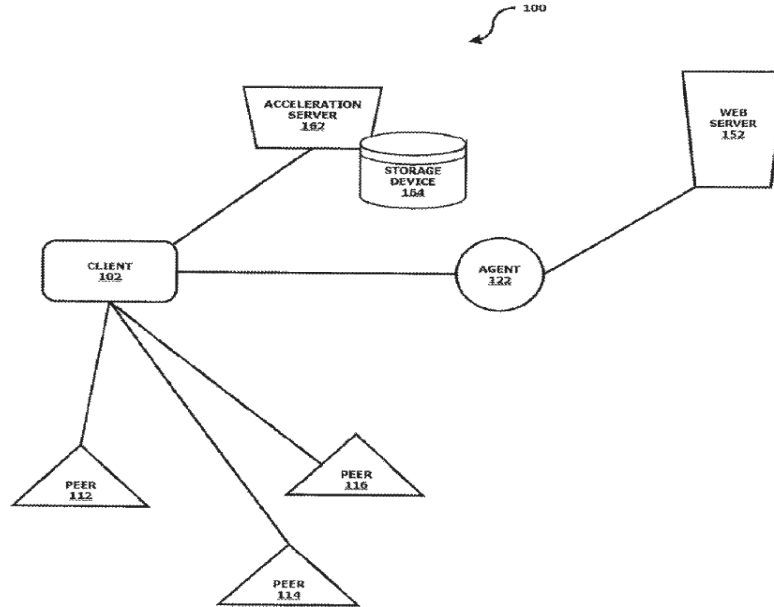 100
ACCELERATION
SERVER
162
STORAGE
DEVICE
164
WEB
SERVER
152
CLIENT
102
AGENT
122
PEER
112
PEER
116
PEER
114